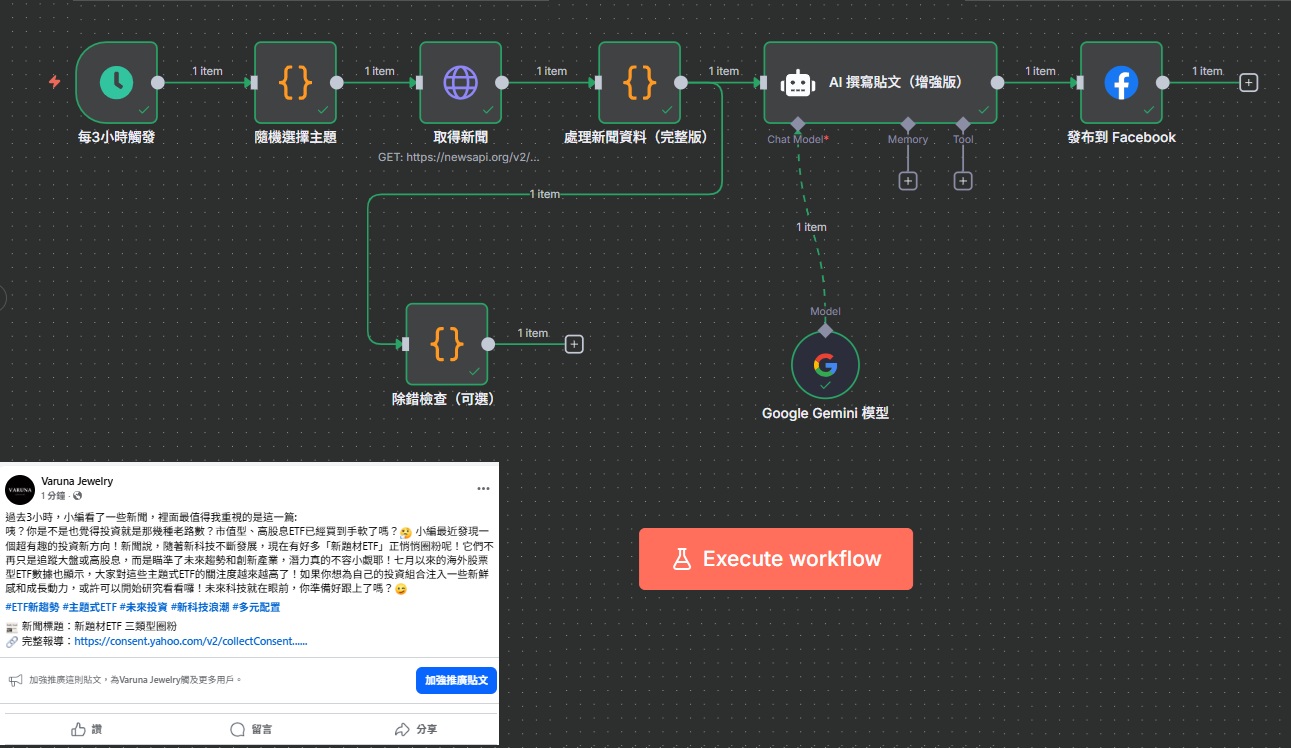 1 item
1 item
1 item
1 item
1 item
1 item
AI 撰寫貼文（增強版）
每3小時觸發
隨機選擇主題
取得新聞
GET: https://newsapi.org/v2/...
處理新聞資料（完整版）
Chat Model*
Memory
Tool
發布到 Facebook
1 item
1 item
Model
1 item
除錯檢查（可選）
Google Gemini 模型
Varuna Jewelry
1 分鐘 ·
VARUNA
過去3小時，小編看了一些新聞，裡面最值得我重視的是這一篇:
咦？你是不是也覺得投資就是那幾種老路數？市值型、高股息ETF已經買到手軟了嗎？🤔 小編最近發現一
個超有趣的投資新方向！新聞說，隨著新科技不斷發展，現在有好多「新題材ETF」正悄悄圈粉呢！它們不
再只是追蹤大盤或高股息，而是瞄準了未來趨勢和創新產業，潛力真的不容小覷耶！七月以來的海外股票
型ETF數據也顯示，大家對這些主題式ETF的關注度越來越高了！如果你想為自己的投資組合注入一些新鮮
感和成長動力，或許可以開始研究看看囉！未來科技就在眼前，你準備好跟上了嗎？😉
#ETF新趨勢 #主題式ETF #未來投資 #新科技浪潮 #多元配置
📰 新聞標題：新題材ETF 三類型圈粉
🔗 完整報導：https://consent.yahoo.com/v2/collectConsent......
加強推廣這則貼文，為Varuna Jewelry觸及更多用戶。
加強推廣貼文
讚
留言
分享
Execute workflow